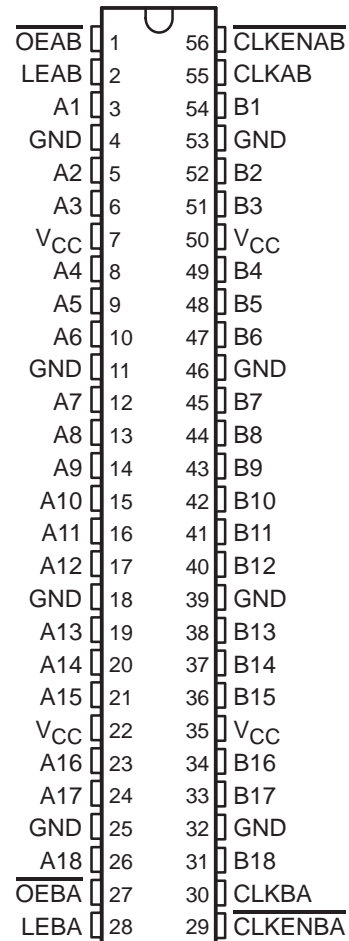 O̅E̅A̅B̅ 1 56 C̅L̅K̅E̅N̅A̅B̅
LEAB 2 55 CLKAB
A1 3 54 B1
GND 4 53 GND
A2 5 52 B2
A3 6 51 B3
VCC 7 50 VCC
A4 8 49 B4
A5 9 48 B5
A6 10 47 B6
GND 11 46 GND
A7 12 45 B7
A8 13 44 B8
A9 14 43 B9
A10 15 42 B10
A11 16 41 B11
A12 17 40 B12
GND 18 39 GND
A13 19 38 B13
A14 20 37 B14
A15 21 36 B15
VCC 22 35 VCC
A16 23 34 B16
A17 24 33 B17
GND 25 32 GND
A18 26 31 B18
O̅E̅B̅A̅ 27 30 CLKBA
LEBA 28 29 C̅L̅K̅E̅N̅B̅A̅